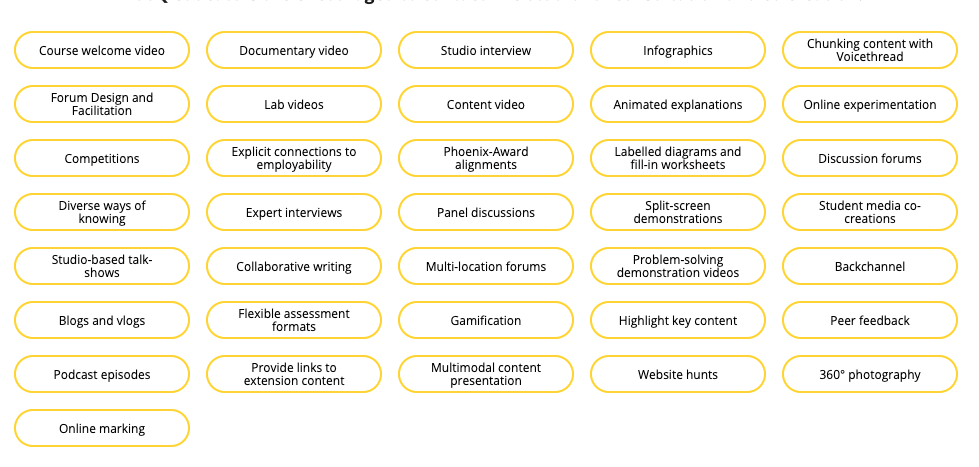 Course welcome video
Documentary video
Studio interview
Infographics
Chunking content with
Voicethread
Forum Design and
Facilitation
Lab videos
Content video
Animated explanations
Online experimentation
Competitions
Explicit connections to
employability
Phoenix-Award
alignments
Labelled diagrams and
fill-in worksheets
Discussion forums
Diverse ways of
knowing
Expert interviews
Panel discussions
Split-screen
demonstrations
Student media co-
creations
Studio-based talk-
shows
Collaborative writing
Multi-location forums
Problem-solving
demonstration videos
Backchannel
Blogs and vlogs
Flexible assessment
formats
Gamification
Highlight key content
Peer feedback
Podcast episodes
Provide links to
extension content
Multimodal content
presentation
Website hunts
360° photography
Online marking